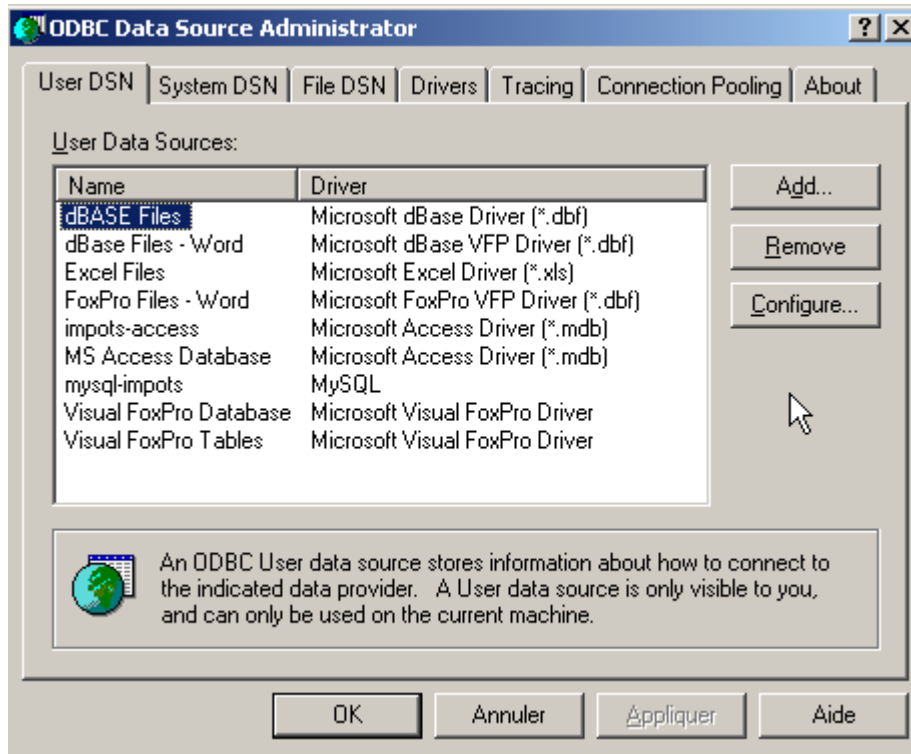 ODBC Data Source Administrator
User DSN System DSN File DSN Drivers Tracing Connection Pooling About
User Data Sources:
Name Driver
dBASE Files Microsoft dBase Driver (*.dbf)
dBase Files - Word Microsoft dBase VFP Driver (*.dbf)
Excel Files Microsoft Excel Driver (*.xls)
FoxPro Files - Word Microsoft FoxPro VFP Driver (*.dbf)
impots-access Microsoft Access Driver (*.mdb)
MS Access Database Microsoft Access Driver (*.mdb)
mysql-impots MySQL
Visual FoxPro Database Microsoft Visual FoxPro Driver
Visual FoxPro Tables Microsoft Visual FoxPro Driver
Add...
Remove
Configure...
An ODBC User data source stores information about how to connect to
the indicated data provider. A User data source is only visible to you,
and can only be used on the current machine.
OK Annuler Appliquer Aide